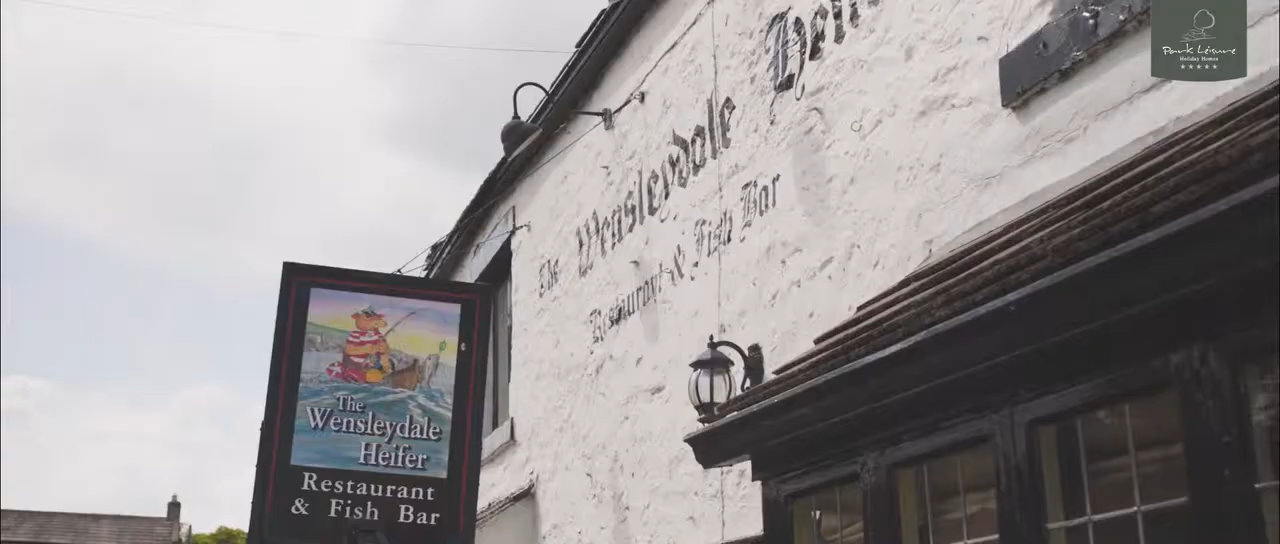 Park Leisure
Holiday Homes
The Wensleydale
Restaurant & Fish Bar
The
Wensleydale
Heifer
Restaurant
& Fish Bar